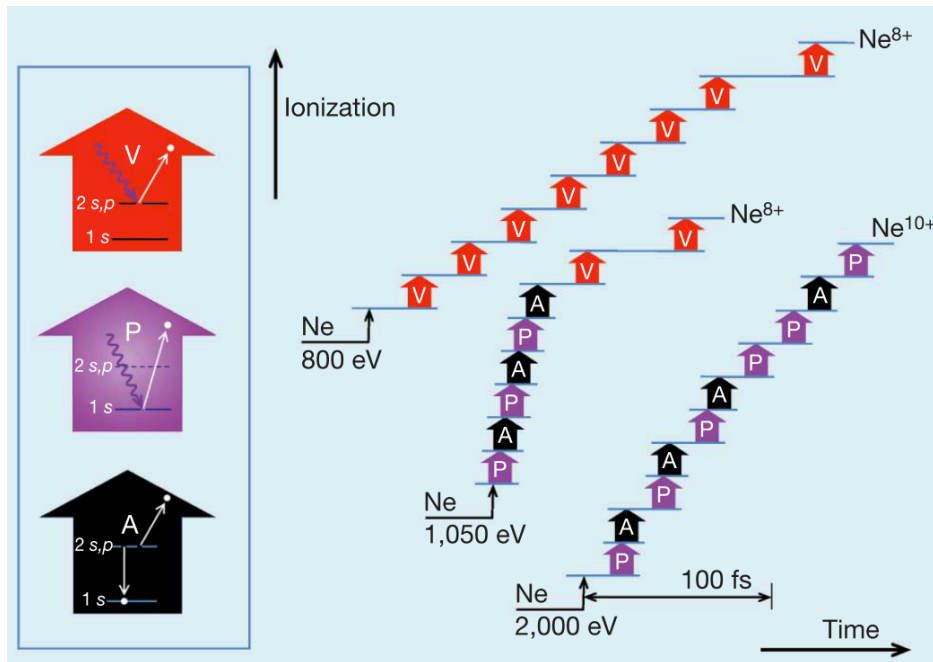 V
2 s,p
1 s
P
2 s,p
1 s
A
2 s,p
1 s
Ionization
Ne⁸⁺
V
V
V
V
V
V
V
V
Ne
800 eV
Ne⁸⁺
V
V
A
P
A
P
A
P
Ne
1,050 eV
Ne¹⁰⁺
P
A
P
P
A
P
A
P
A
P
Ne
2,000 eV
100 fs
Time